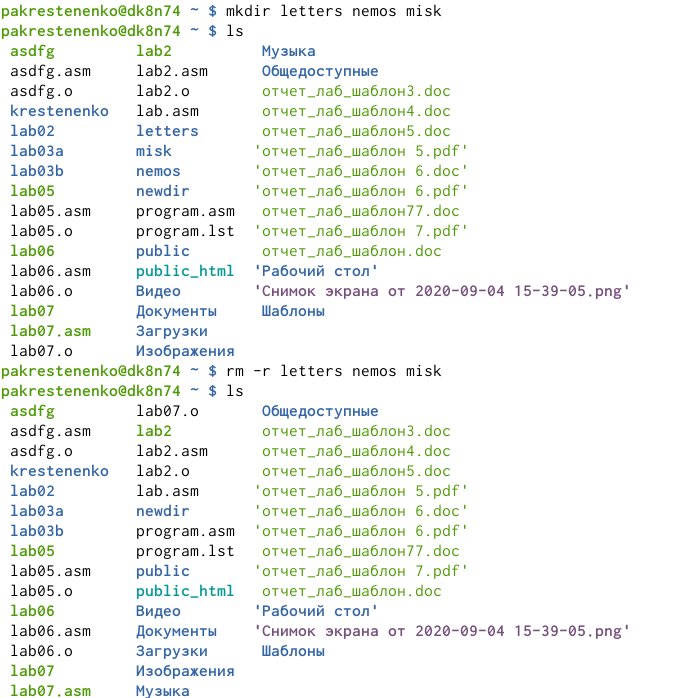 pakrestenenko@dk8n74 ~ $ mkdir letters nemos misk
pakrestenenko@dk8n74 ~ $ ls
asdfg lab2 Музыка
asdfg.asm lab2.asm Общедоступные
asdfg.o lab2.o отчет_лаб_шаблон3.doc
krestenenko lab.asm отчет_лаб_шаблон4.doc
lab02 letters отчет_лаб_шаблон5.doc
lab03a misk 'отчет_лаб_шаблон 5.pdf'
lab03b nemos 'отчет_лаб_шаблон 6.doc'
lab05 newdir 'отчет_лаб_шаблон 6.pdf'
lab05.asm program.asm отчет_лаб_шаблон77.doc
lab05.o program.lst 'отчет_лаб_шаблон 7.pdf'
lab06 public отчет_лаб_шаблон.doc
lab06.asm public_html 'Рабочий стол'
lab06.o Видео 'Снимок экрана от 2020-09-04 15-39-05.png'
lab07 Документы Шаблоны
lab07.asm Загрузки
lab07.o Изображения
pakrestenenko@dk8n74 ~ $ rm -r letters nemos misk
pakrestenenko@dk8n74 ~ $ ls
asdfg lab07.o Общедоступные
asdfg.asm lab2 отчет_лаб_шаблон3.doc
asdfg.o lab2.asm отчет_лаб_шаблон4.doc
krestenenko lab2.o отчет_лаб_шаблон5.doc
lab02 lab.asm 'отчет_лаб_шаблон 5.pdf'
lab03a newdir 'отчет_лаб_шаблон 6.doc'
lab03b program.asm 'отчет_лаб_шаблон 6.pdf'
lab05 program.lst отчет_лаб_шаблон77.doc
lab05.asm public 'отчет_лаб_шаблон 7.pdf'
lab05.o public_html отчет_лаб_шаблон.doc
lab06 Видео 'Рабочий стол'
lab06.asm Документы 'Снимок экрана от 2020-09-04 15-39-05.png'
lab06.o Загрузки Шаблоны
lab07 Изображения
lab07.asm Музыка